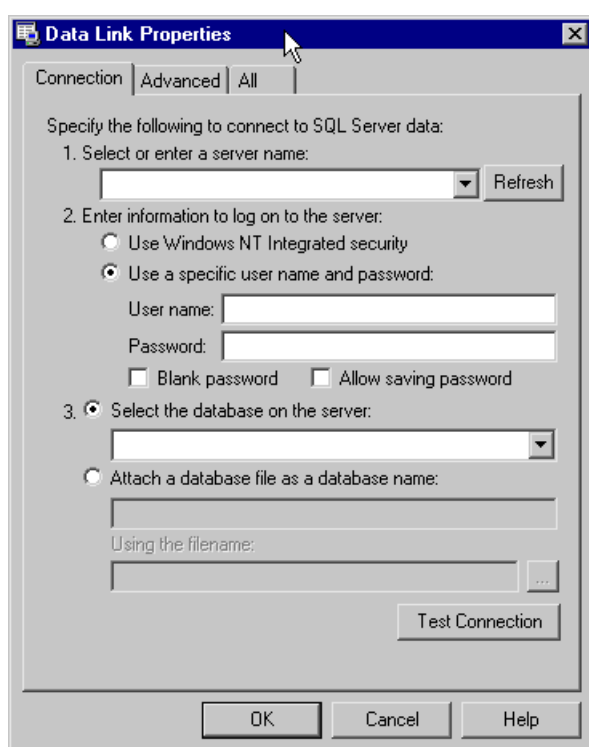 Data Link Properties
Connection Advanced All
Specify the following to connect to SQL Server data:
1. Select or enter a server name:
Refresh
2. Enter information to log on to the server:
Use Windows NT Integrated security
Use a specific user name and password:
User name:
Password:
Blank password Allow saving password
3. Select the database on the server:
Attach a database file as a database name:
Using the filename:
...
Test Connection
OK Cancel Help